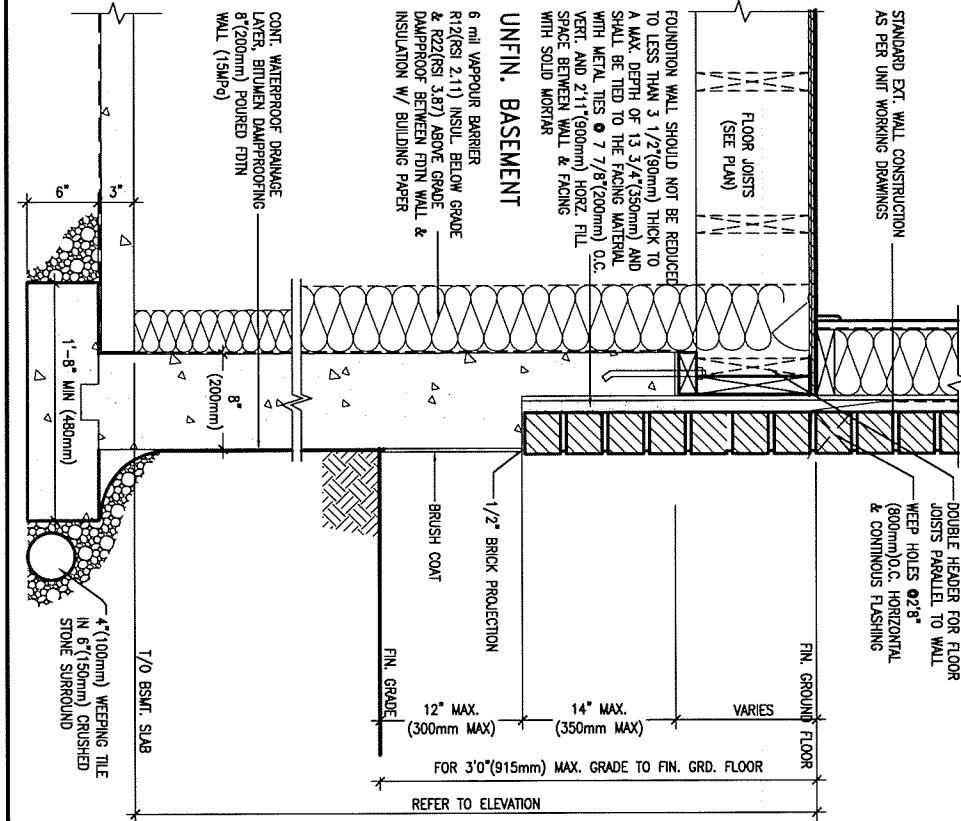 STANDARD EXT. WALL CONSTRUCTION
AS PER UNIT WORKING DRAWINGS
FLOOR JOISTS
(SEE PLAN)
FOUNDTION WALL SHOULD NOT BE REDUCED
TO LESS THAN 3 1/2"(90mm) THICK TO
A MAX. DEPTH OF 13 3/4"(350mm) AND
SHALL BE TIED TO THE FACING MATERIAL
WITH METAL TIES @ 7 7/8"(200mm) O.C.
VERT. AND 2'11"(900mm) HORZ. FILL
SPACE BETWEEN WALL & FACING
WITH SOLID MORTAR
UNFIN. BASEMENT
6 mil VAPPOUR BARRIER
R12(RSI 2.11) INSUL BELOW GRADE
& R22(RSI 3.87) ABOVE GRADE
DAMPPROOF BETWEEN FDTN WALL &
INSULATION W/ BUILDING PAPER
CONT. WATERPROOF DRAINAGE
LAYER, BITUMEN DAMPPROOFING
8"(200mm) POURED FDTN
WALL (15MPa)
6"
3"
1'-8" MIN (480mm)
8"
(200mm)
DOUBLE HEADER FOR FLOOR
JOISTS PARALLEL TO WALL
WEEP HOLES @2'8"
(800mm)O.C. HORIZONTAL
& CONTINOUS FLASHING
1/2" BRICK PROJECTION
BRUSH COAT
FIN. GROUND FLOOR
VARIES
14" MAX.
(350mm MAX)
12" MAX.
(300mm MAX)
FIN. GRADE
FOR 3'0"(915mm) MAX. GRADE TO FIN. GRD. FLOOR
REFER TO ELEVATION
T/O BSMT. SLAB
4"(100mm) WEEPING TILE
IN 6"(150mm) CRUSHED
STONE SURROUND